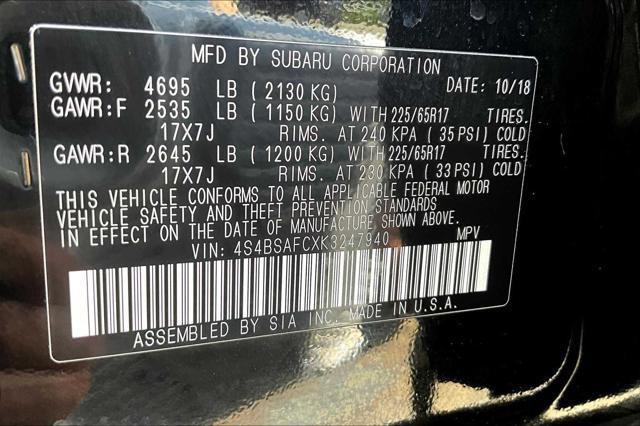 MFD BY SUBARU CORPORATION
GVWR: 4695 LB ( 2130 KG) DATE: 10/18
GAWR:F 2535 LB ( 1150 KG) WITH 225/65R17 TIRES.
17X7J RIMS. AT 240 KPA ( 35 PSI) COLD
GAWR:R 2645 LB ( 1200 KG) WITH 225/65R17 TIRES.
17X7J RIMS. AT 230 KPA ( 33 PSI) COLD
THIS VEHICLE CONFORMS TO ALL APPLICABLE FEDERAL MOTOR
VEHICLE SAFETY AND THEFT PREVENTION STANDARDS
IN EFFECT ON THE DATE OF MANUFACTURE SHOWN ABOVE.
VIN: 4S4BSAFCXK3247940 MPV
ASSEMBLED BY SIA INC. MADE IN U.S.A.